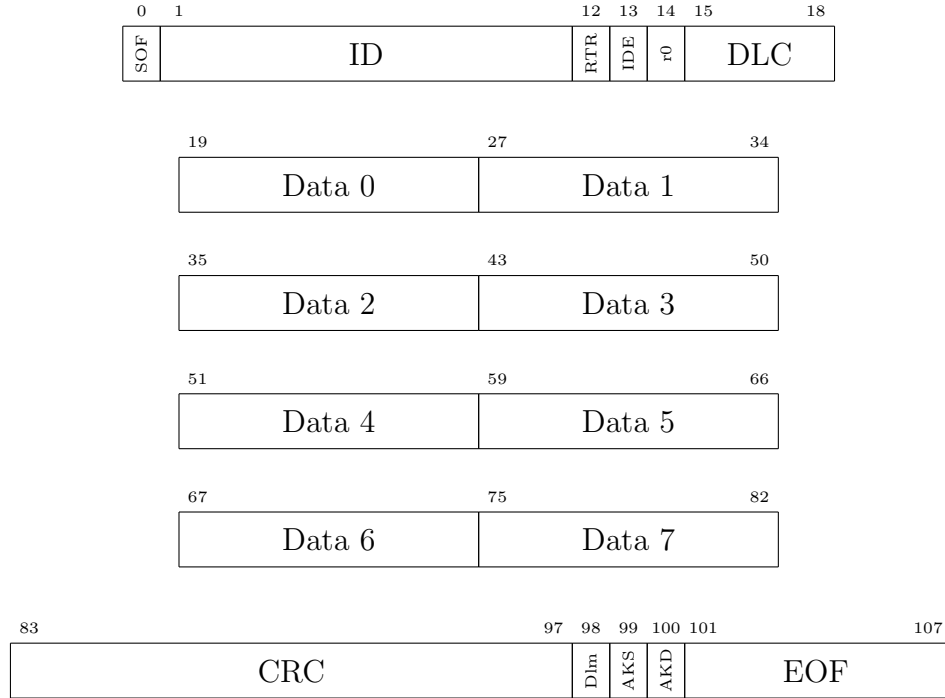 0 1 12 13 14 15 18
SOF ID RTR IDE r0 DLC
19 27 34
Data 0 Data 1
35 43 50
Data 2 Data 3
51 59 66
Data 4 Data 5
67 75 82
Data 6 Data 7
83 97 98 99 100 101 107
CRC Dlm AKS AKD EOF